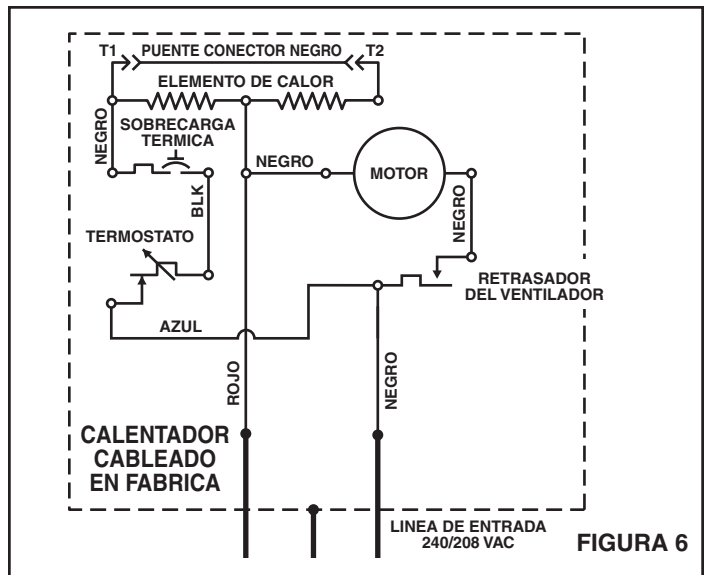 T1 PUENTE CONECTOR NEGRO T2
ELEMENTO DE CALOR
NEGRO
SOBRECARGA
TERMICA
NEGRO
MOTOR
BLK
NEGRO
TERMOSTATO
RETRASADOR
DEL VENTILADOR
AZUL
ROJO
NEGRO
CALENTADOR
CABLEADO
EN FABRICA
LINEA DE ENTRADA
240/208 VAC
FIGURA 6